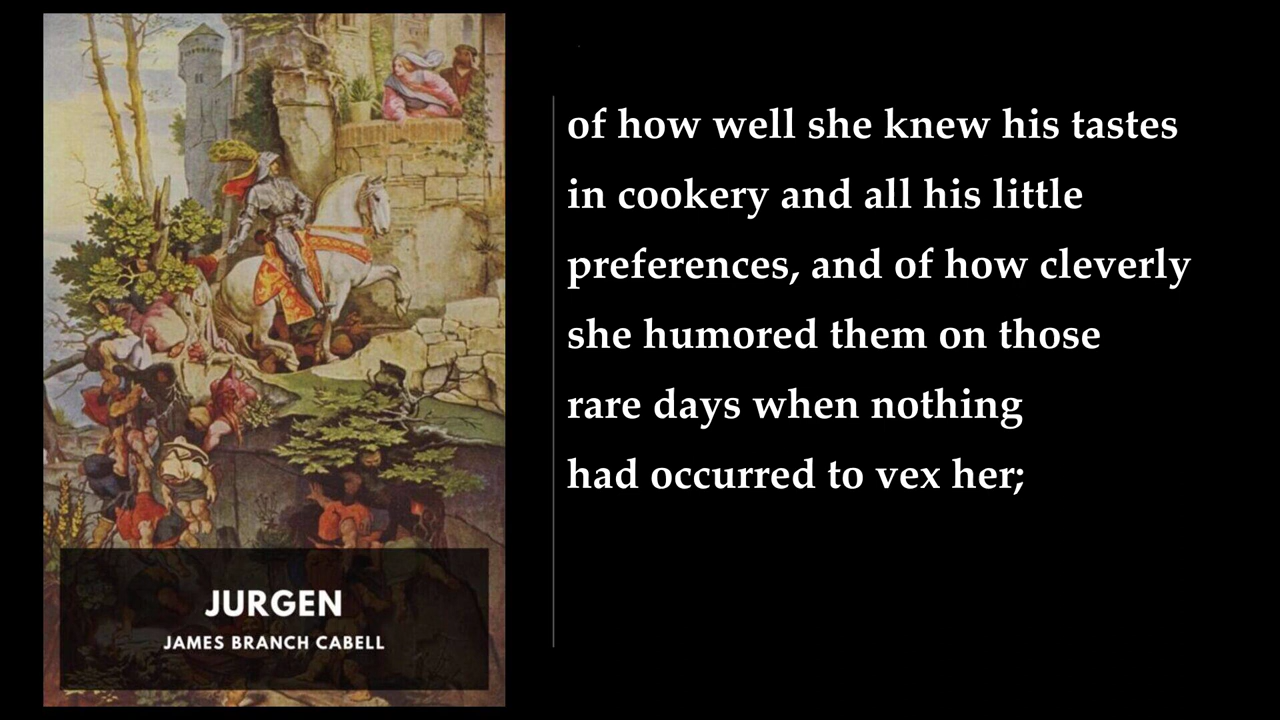 of how well she knew his tastes
in cookery and all his little
preferences, and of how cleverly
she humored them on those
rare days when nothing
had occurred to vex her;
JURGEN
JAMES BRANCH CABELL